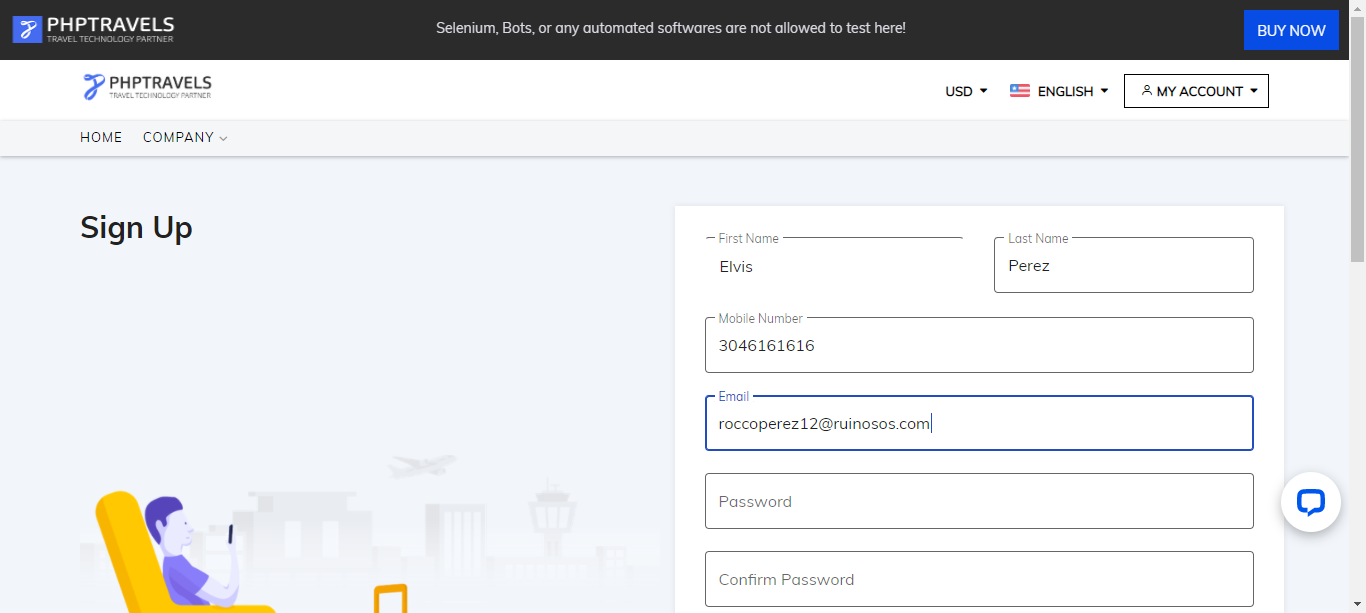 PHPTRAVELS
TRAVEL TECHNOLOGY PARTNER
Selenium, Bots, or any automated softwares are not allowed to test here!
BUY NOW
PHPTRAVELS
TRAVEL TECHNOLOGY PARTNER
USD
ENGLISH
MY ACCOUNT
HOME
COMPANY
Sign Up
First Name
Last Name
Elvis
Perez
Mobile Number
3046161616
Email
roccoperez12@ruinosos.com
Password
Confirm Password